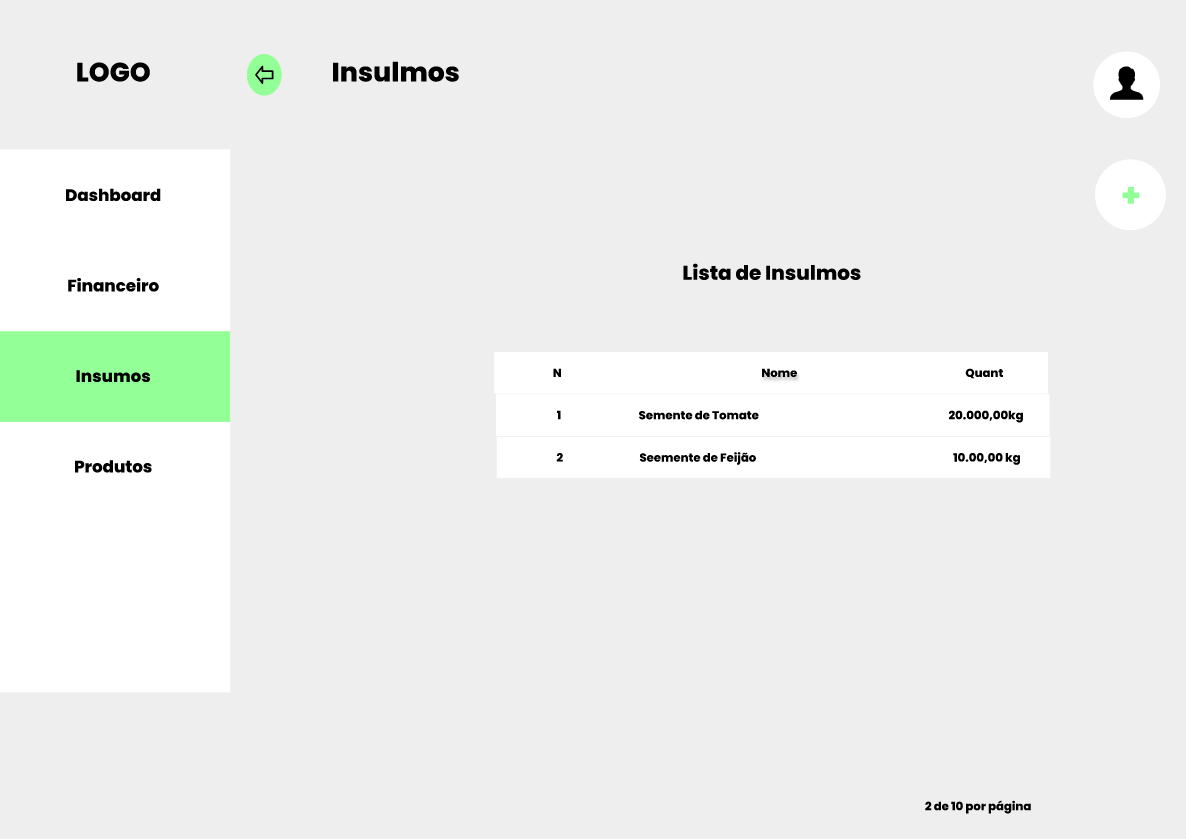 LOGO
Insulmos
Dashboard
Financeiro
Insumos
Produtos
Lista de Insulmos
N Nome Quant
1 Semente de Tomate 20.000,00kg
2 Seemente de Feijão 10.00,00 kg
2 de 10 por página